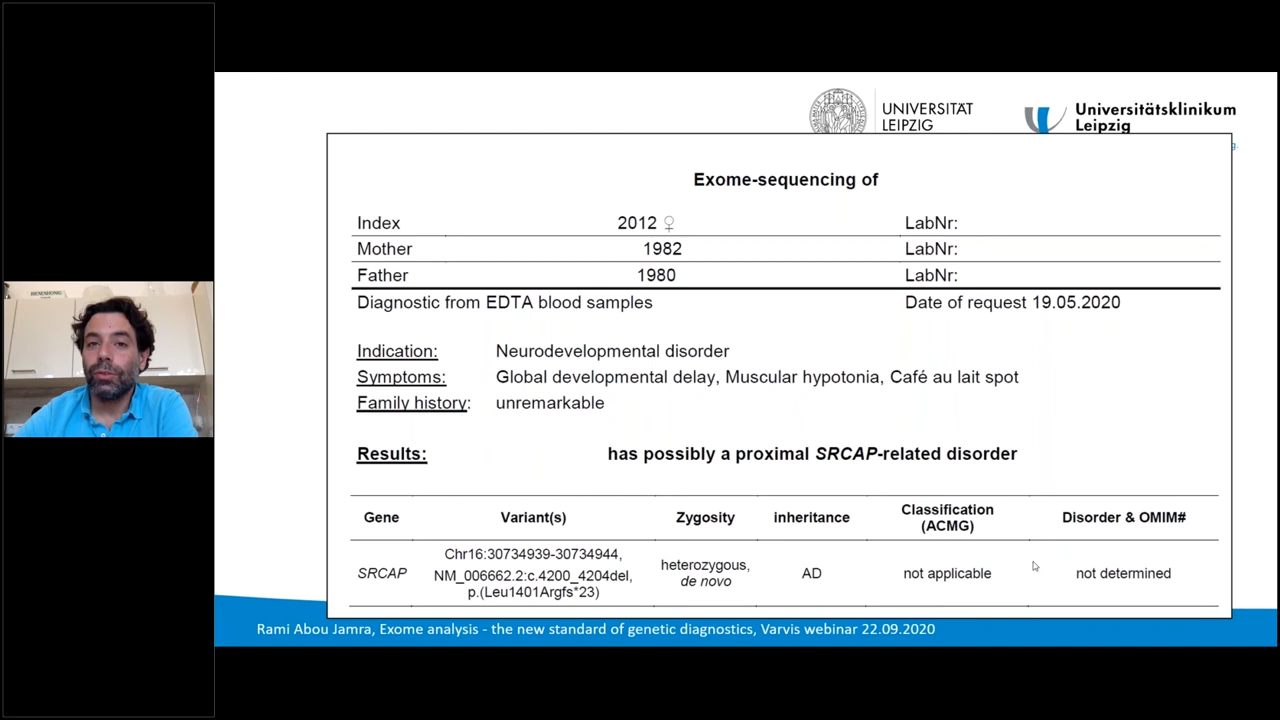 UNIVERSITÄT
LEIPZIG
Universitätsklinikum
Leipzig
Exome-sequencing of
Index 2012 ♀ LabNr:
Mother 1982 LabNr:
Father 1980 LabNr:
Diagnostic from EDTA blood samples Date of request 19.05.2020
Indication: Neurodevelopmental disorder
Symptoms: Global developmental delay, Muscular hypotonia, Café au lait spot
Family history: unremarkable
Results: has possibly a proximal SRCAP-related disorder
Gene Variant(s) Zygosity inheritance Classification (ACMG) Disorder & OMIM#
SRCAP Chr16:30734939-30734944, NM_006662.2:c.4200_4204del, p.(Leu1401Argfs*23) heterozygous, de novo AD not applicable not determined
Rami Abou Jamra, Exome analysis - the new standard of genetic diagnostics, Varvis webinar 22.09.2020